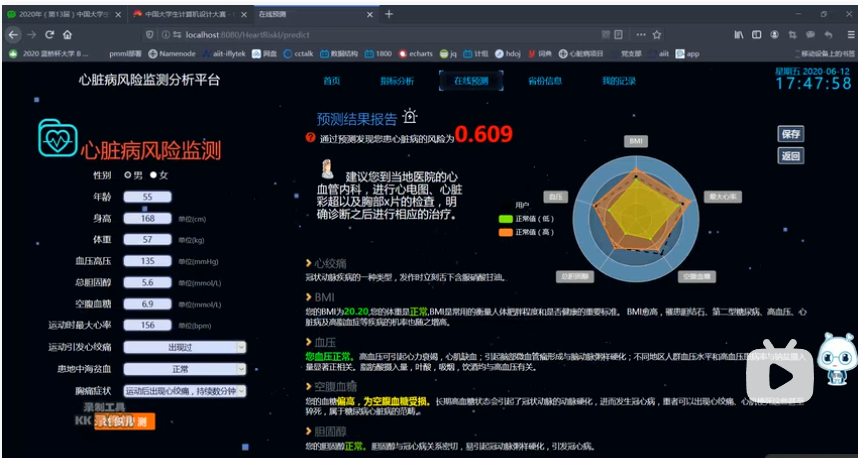 2020年（第13届）中国大学生
中国大学生计算机设计大赛
在线预测
localhost:8080/HeartRisk/predict
pmml部署
Namenode
aiit-iflytek
网盘
cctalk
数据结构
1800
echarts
jq
计组
hdoj
词典
心脏病项目
党支部
aiit
app
移动设备上的书签
心脏病风险监测分析平台
首页
指标分析
在线预测
省份信息
我的记录
星期五 2020-06-12
17:47:58
心脏病风险监测
性别 男 女
年龄 55
身高 168 单位(cm)
体重 57 单位(kg)
血压高压 135 单位(mmHg)
总胆固醇 5.6 单位(mmol/L)
空腹血糖 6.9 单位(mmol/L)
运动时最大心率 156 单位(bpm)
运动引发心绞痛 出现过
患地中海贫血 正常
胸痛症状 运动后出现心绞痛，持续数分钟
录制工具
KK录像机
测
预测结果报告
通过预测发现您患心脏病的风险为0.609
保存
返回
建议您到当地医院的心
血管内科，进行心电图、心脏
彩超以及胸部x片的检查，明
确诊断之后进行相应的治疗。
用户
正常值（低）
正常值（高）
BMI
血压
最大心率
总胆固醇
空腹血糖
心绞痛
冠状动脉疾病的一种类型，发作时立刻舌下含服硝酸甘油。
BMI
您的BMI为20.20,您的体重是正常,BMI是常用的衡量人体肥胖程度和是否健康的重要标准。 BMI愈高，罹患胆结石、第二型糖尿病、高血压、心
脏病及高脂血症等疾病的机率也随之增高。
血压
您血压正常。高血压可引起心力衰竭，心肌缺血；引起脑部微血管瘤形成与脑动脉粥样硬化；不同地区人群血压水平和高血压患病率与钠盐摄入
量显著正相关。脂肪酸摄入量，叶酸，吸烟，饮酒均与高血压有关。
空腹血糖
您的血糖偏高，为空腹血糖受损。长期高血糖状态会引起了冠状动脉的动脉硬化，进而发生冠心病，重者可以出现心绞痛、心肌梗死
猝死，属于糖尿病心脏病的范畴。
胆固醇
您的胆固醇正常。胆固醇与冠心病关系密切，易引起冠动脉粥样硬化，引发冠心病。